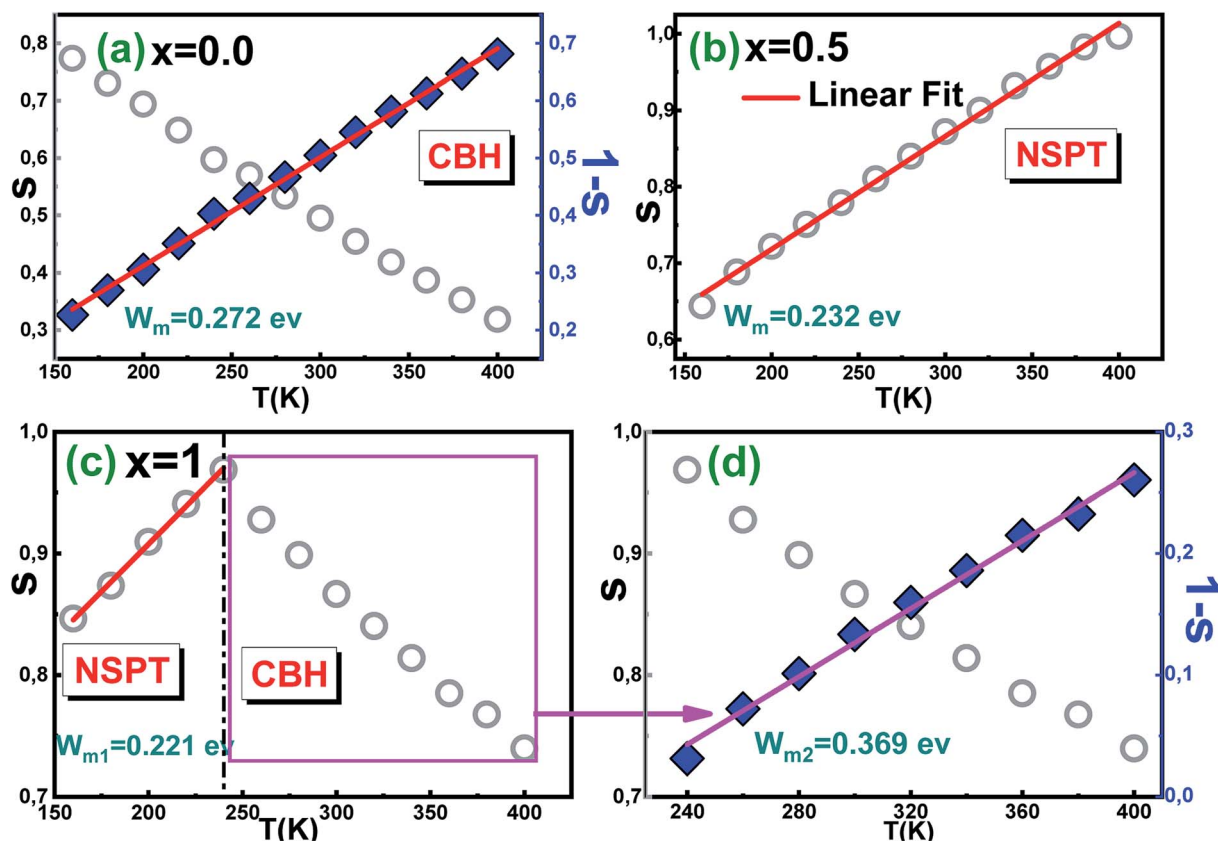 (a) x=0.0
0,8
0,7
0,6
0,5
0,4
0,3
S
0,7
0,6
0,5
0,4
0,3
0,2
1-s
CBH
Wm=0.272 ev
150 200 250 300 350 400
T(K)
(b) x=0.5
Linear Fit
NSPT
1,0
0,9
0,8
0,7
0,6
S
Wm=0.232 ev
150 200 250 300 350 400
T(K)
(c) x=1
1,0
0,9
0,8
0,7
S
NSPT
CBH
Wm1=0.221 ev
150 200 250 300 350 400
T(K)
(d)
1,0
0,9
0,8
0,7
S
0,3
0,2
0,1
0,0
1-s
Wm2=0.369 ev
240 280 320 360 400
T(K)